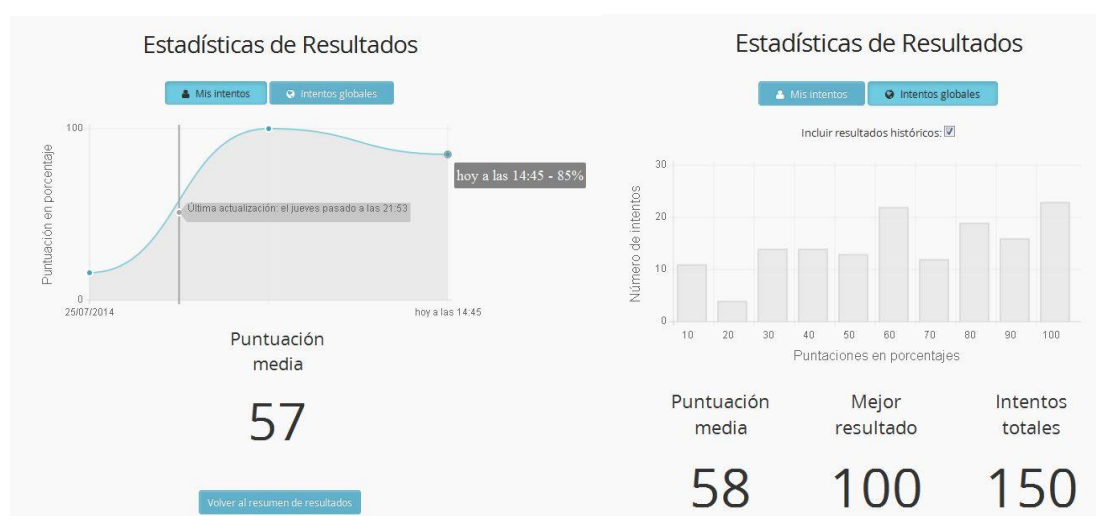 Estadísticas de Resultados
Mis intentos
Intentos globales
100
Puntuación en porcentaje
hoy a las 14:45 - 85%
Última actualización: el jueves pasado a las 21:53
0
25/07/2014
hoy a las 14:45
Puntuación
media
57
Volver al resumen de resultados
Estadísticas de Resultados
Mis intentos
Intentos globales
Incluir resultados históricos:
30
20
10
0
Número de intentos
10 20 30 40 50 60 70 80 90 100
Puntaciones en porcentajes
Puntuación
media
58
Mejor
resultado
100
Intentos
totales
150